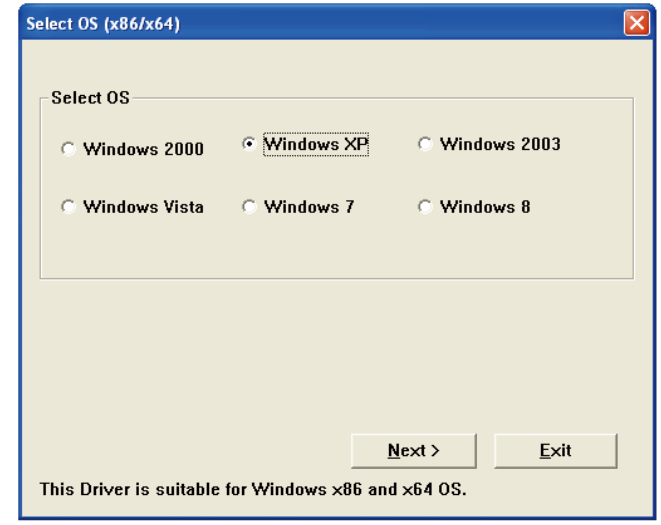 Select OS (x86/x64)
Select OS
Windows 2000 Windows XP Windows 2003
Windows Vista Windows 7 Windows 8
Next > Exit
This Driver is suitable for Windows x86 and x64 OS.